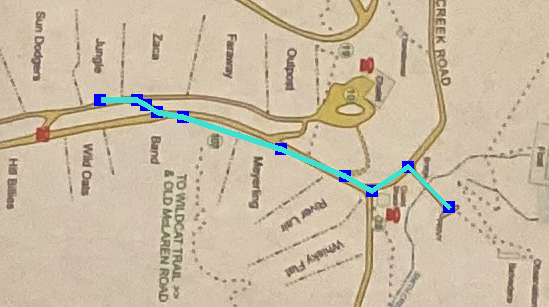 CREEK ROAD
Sun Dodgers
Jungle
Zaca
Faraway
Outpost
Hill Billies
Wild Oats
Band
Meyerling
River Lair
Whisky Flat
TO WILDCAT TRAIL >>
& OLD McLAREN ROAD